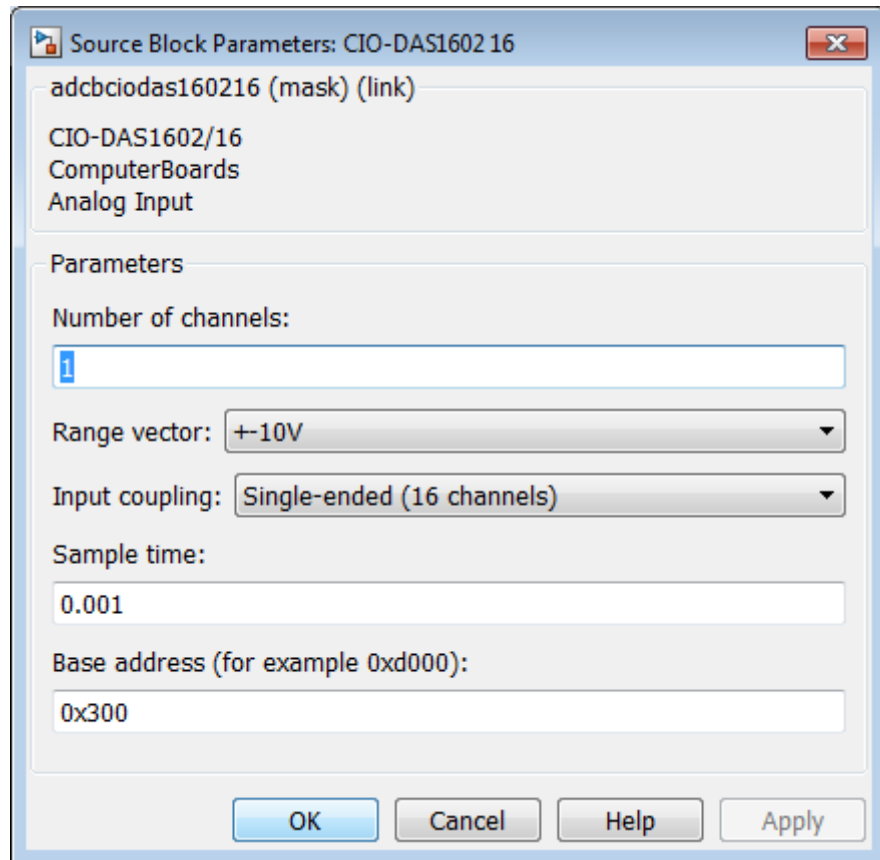 Source Block Parameters: CIO-DAS1602 16
adcbciodas160216 (mask) (link)
CIO-DAS1602/16
ComputerBoards
Analog Input
Parameters
Number of channels:
1
Range vector: +-10V
Input coupling: Single-ended (16 channels)
Sample time:
0.001
Base address (for example 0xd000):
0x300
OK Cancel Help Apply